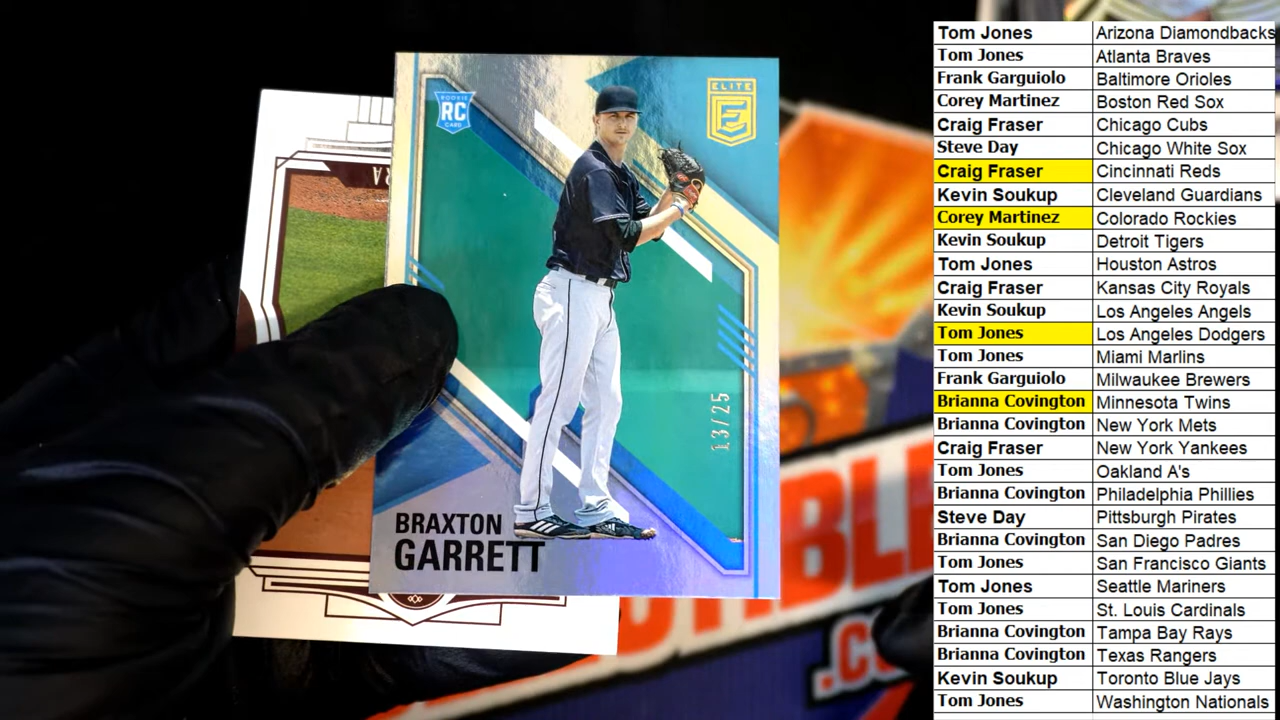 ROOKIE
RC
CARD
ELITE
E
13/25
BRAXTON
GARRETT
.CO
Tom Jones Arizona Diamondbacks
Tom Jones Atlanta Braves
Frank Garguiolo Baltimore Orioles
Corey Martinez Boston Red Sox
Craig Fraser Chicago Cubs
Steve Day Chicago White Sox
Craig Fraser Cincinnati Reds
Kevin Soukup Cleveland Guardians
Corey Martinez Colorado Rockies
Kevin Soukup Detroit Tigers
Tom Jones Houston Astros
Craig Fraser Kansas City Royals
Kevin Soukup Los Angeles Angels
Tom Jones Los Angeles Dodgers
Tom Jones Miami Marlins
Frank Garguiolo Milwaukee Brewers
Brianna Covington Minnesota Twins
Brianna Covington New York Mets
Craig Fraser New York Yankees
Tom Jones Oakland A's
Brianna Covington Philadelphia Phillies
Steve Day Pittsburgh Pirates
Brianna Covington San Diego Padres
Tom Jones San Francisco Giants
Tom Jones Seattle Mariners
Tom Jones St. Louis Cardinals
Brianna Covington Tampa Bay Rays
Brianna Covington Texas Rangers
Kevin Soukup Toronto Blue Jays
Tom Jones Washington Nationals